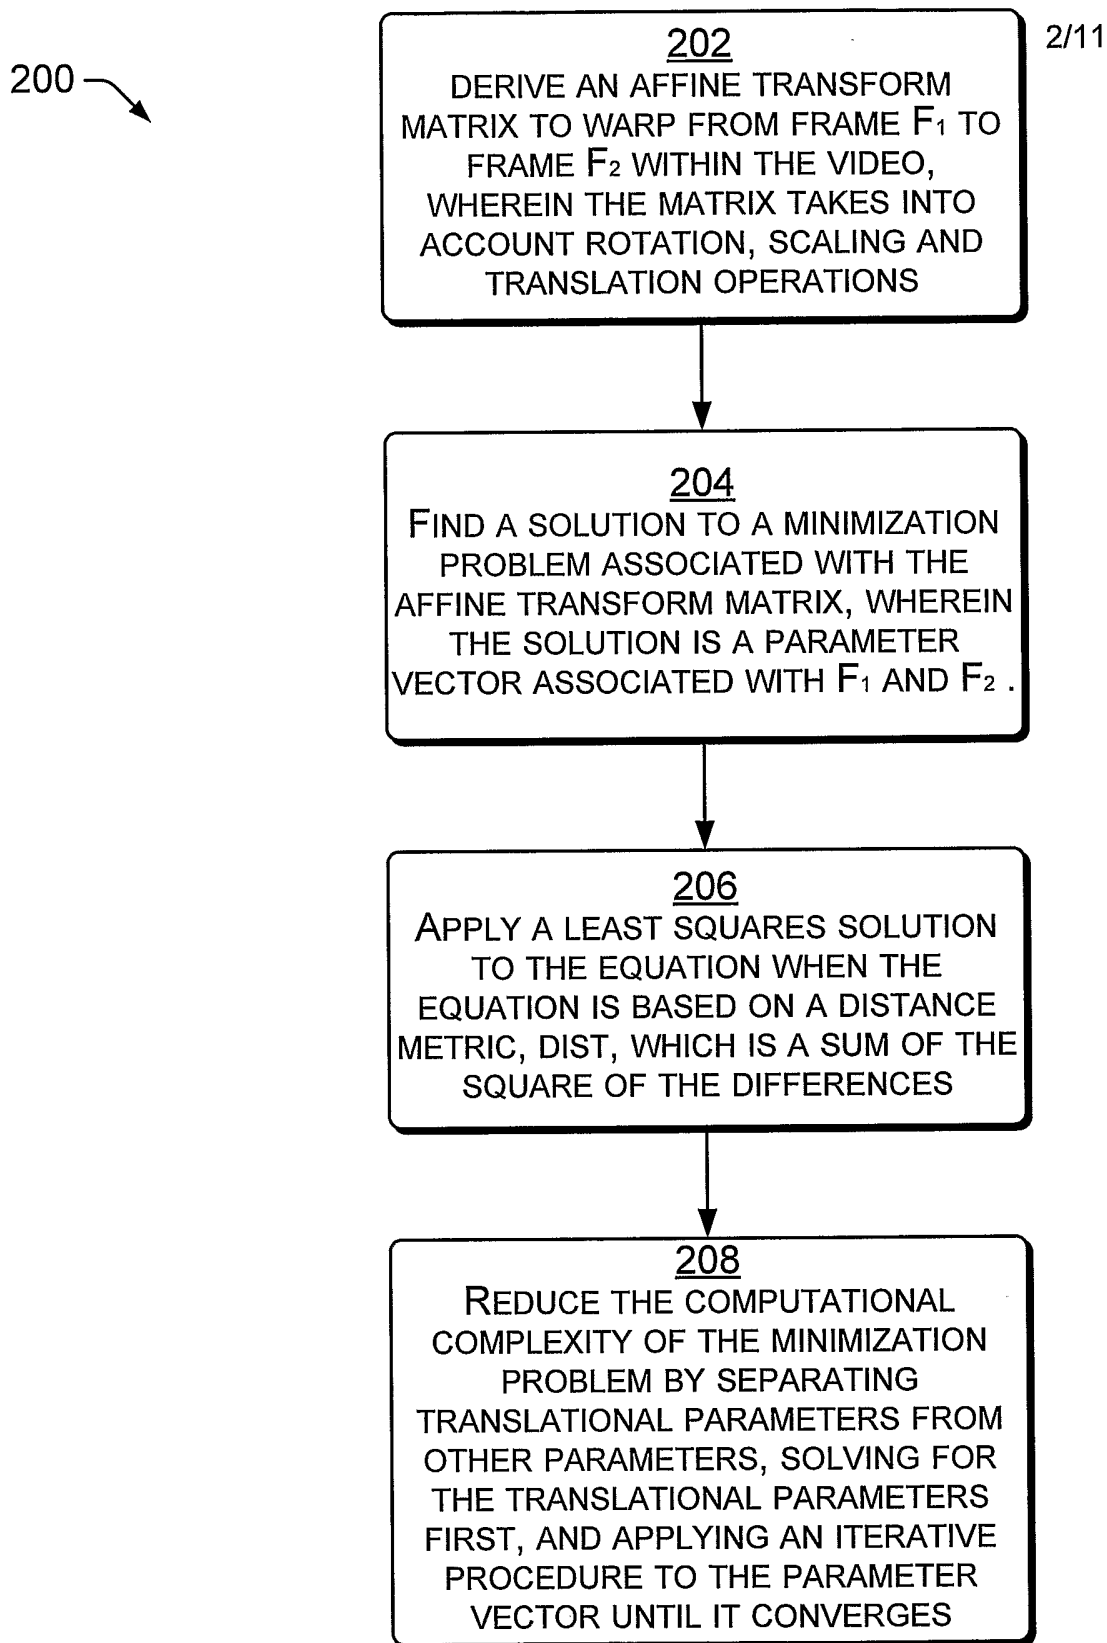 200
2/11
202
DERIVE AN AFFINE TRANSFORM
MATRIX TO WARP FROM FRAME F1 TO
FRAME F2 WITHIN THE VIDEO,
WHEREIN THE MATRIX TAKES INTO
ACCOUNT ROTATION, SCALING AND
TRANSLATION OPERATIONS
204
FIND A SOLUTION TO A MINIMIZATION
PROBLEM ASSOCIATED WITH THE
AFFINE TRANSFORM MATRIX, WHEREIN
THE SOLUTION IS A PARAMETER
VECTOR ASSOCIATED WITH F1 AND F2 .
206
APPLY A LEAST SQUARES SOLUTION
TO THE EQUATION WHEN THE
EQUATION IS BASED ON A DISTANCE
METRIC, DIST, WHICH IS A SUM OF THE
SQUARE OF THE DIFFERENCES
208
REDUCE THE COMPUTATIONAL
COMPLEXITY OF THE MINIMIZATION
PROBLEM BY SEPARATING
TRANSLATIONAL PARAMETERS FROM
OTHER PARAMETERS, SOLVING FOR
THE TRANSLATIONAL PARAMETERS
FIRST, AND APPLYING AN ITERATIVE
PROCEDURE TO THE PARAMETER
VECTOR UNTIL IT CONVERGES